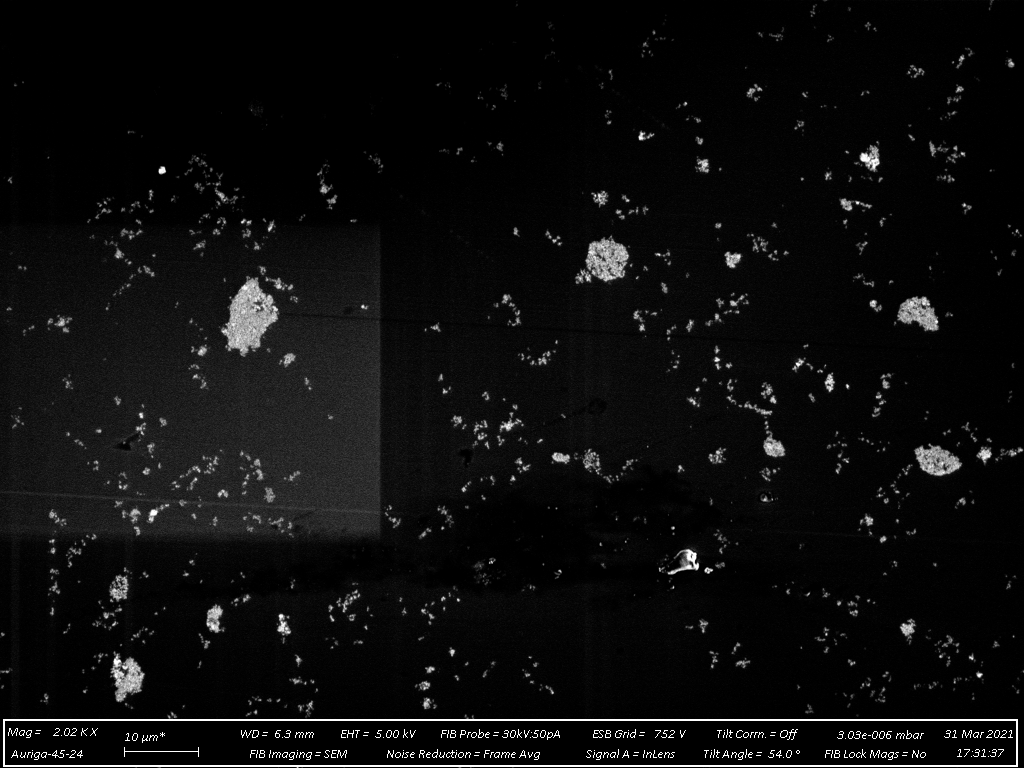 Mag = 2.02 K X 10 µm* WD = 6.3 mm EHT = 5.00 kV FIB Probe = 30kV:50pA ESB Grid = 752 V Tilt Corrn. = Off 3.03e-006 mbar 31 Mar 2021
Auriga-45-24 FIB Imaging = SEM Noise Reduction = Frame Avg Signal A = InLens Tilt Angle = 54.0 ° FIB Lock Mags = No 17:31:37